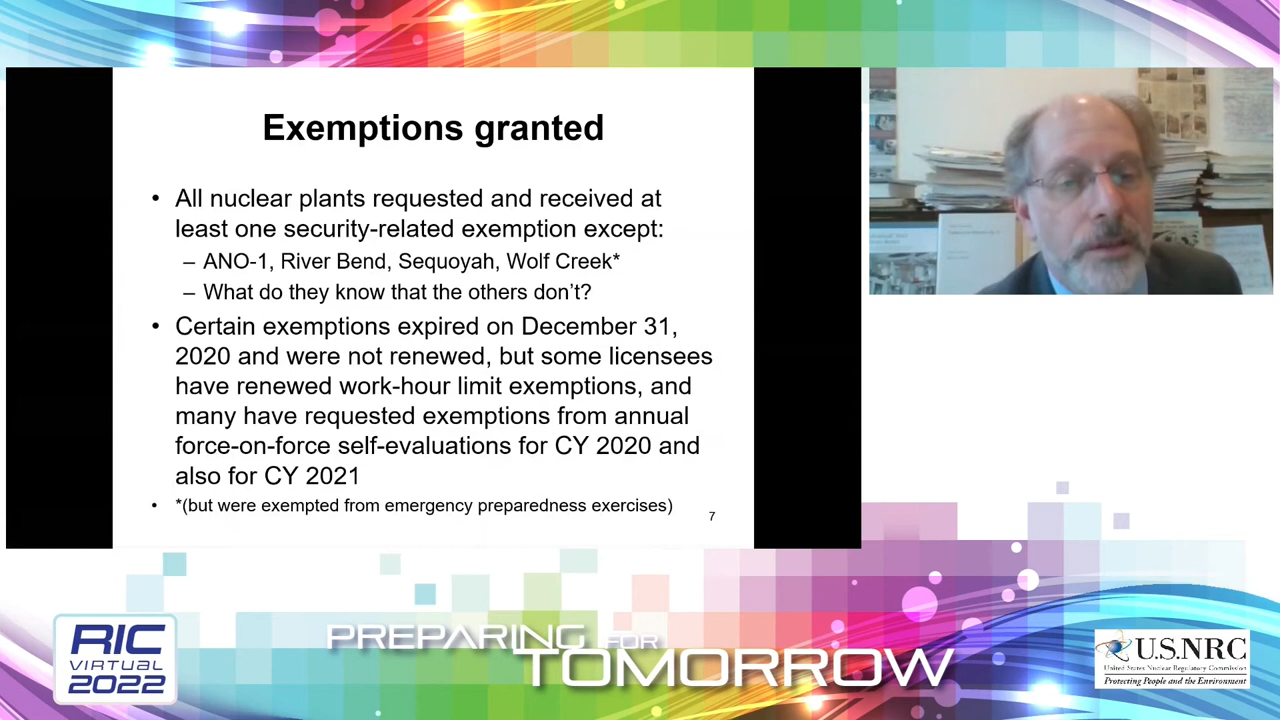 Exemptions granted
• All nuclear plants requested and received at
least one security-related exemption except:
– ANO-1, River Bend, Sequoyah, Wolf Creek*
– What do they know that the others don’t?
• Certain exemptions expired on December 31,
2020 and were not renewed, but some licensees
have renewed work-hour limit exemptions, and
many have requested exemptions from annual
force-on-force self-evaluations for CY 2020 and
also for CY 2021
• *(but were exempted from emergency preparedness exercises)
7
RIC
VIRTUAL
2022
PREPARING FOR
TOMORROW
U.S.NRC
United States Nuclear Regulatory Commission
Protecting People and the Environment